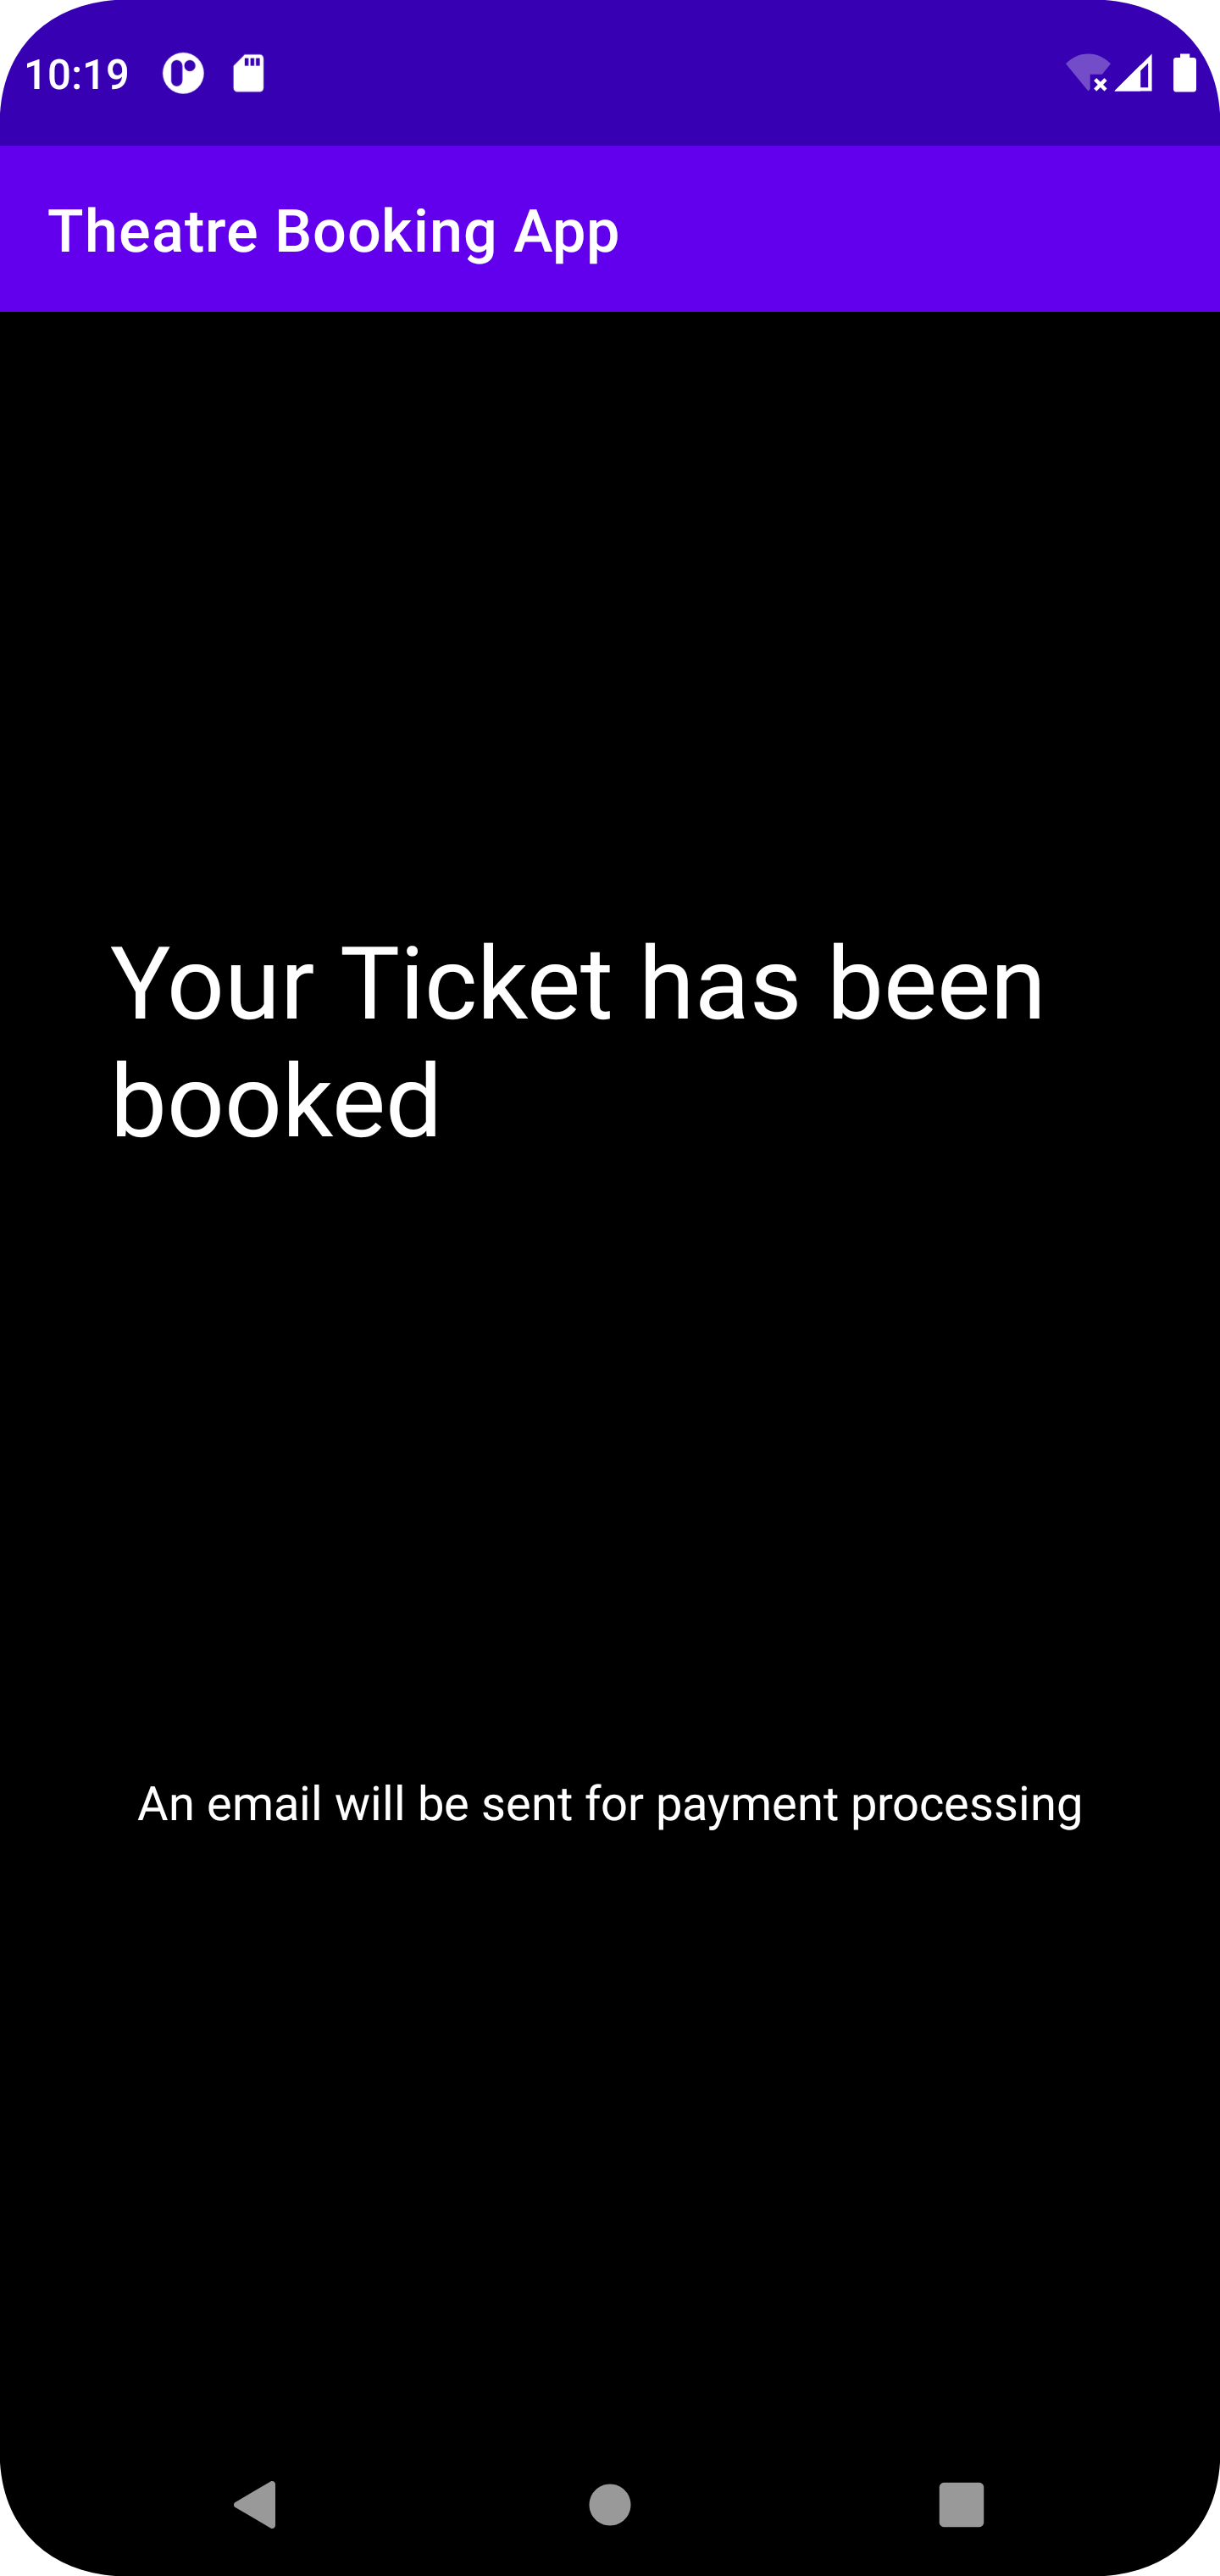 10:19
Theatre Booking App
Your Ticket has been
booked
An email will be sent for payment processing